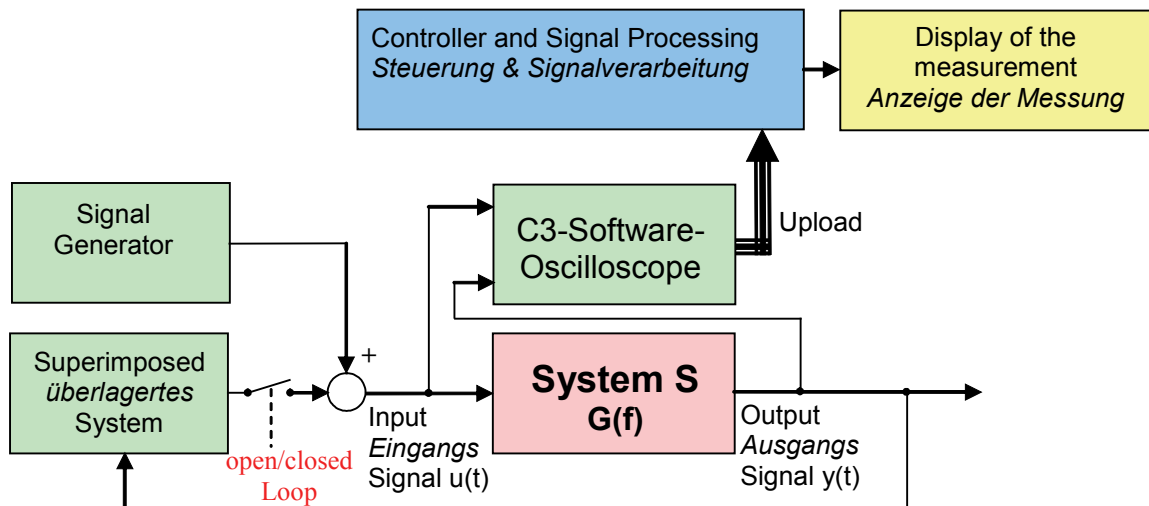 Controller and Signal Processing
Steuerung & Signalverarbeitung
Display of the
measurement
Anzeige der Messung
Signal
Generator
C3-Software-
Oscilloscope
Upload
Superimposed
überlagertes
System
+
System S
G(f)
open/closed
Loop
Input
Eingangs
Signal u(t)
Output
Ausgangs
Signal y(t)